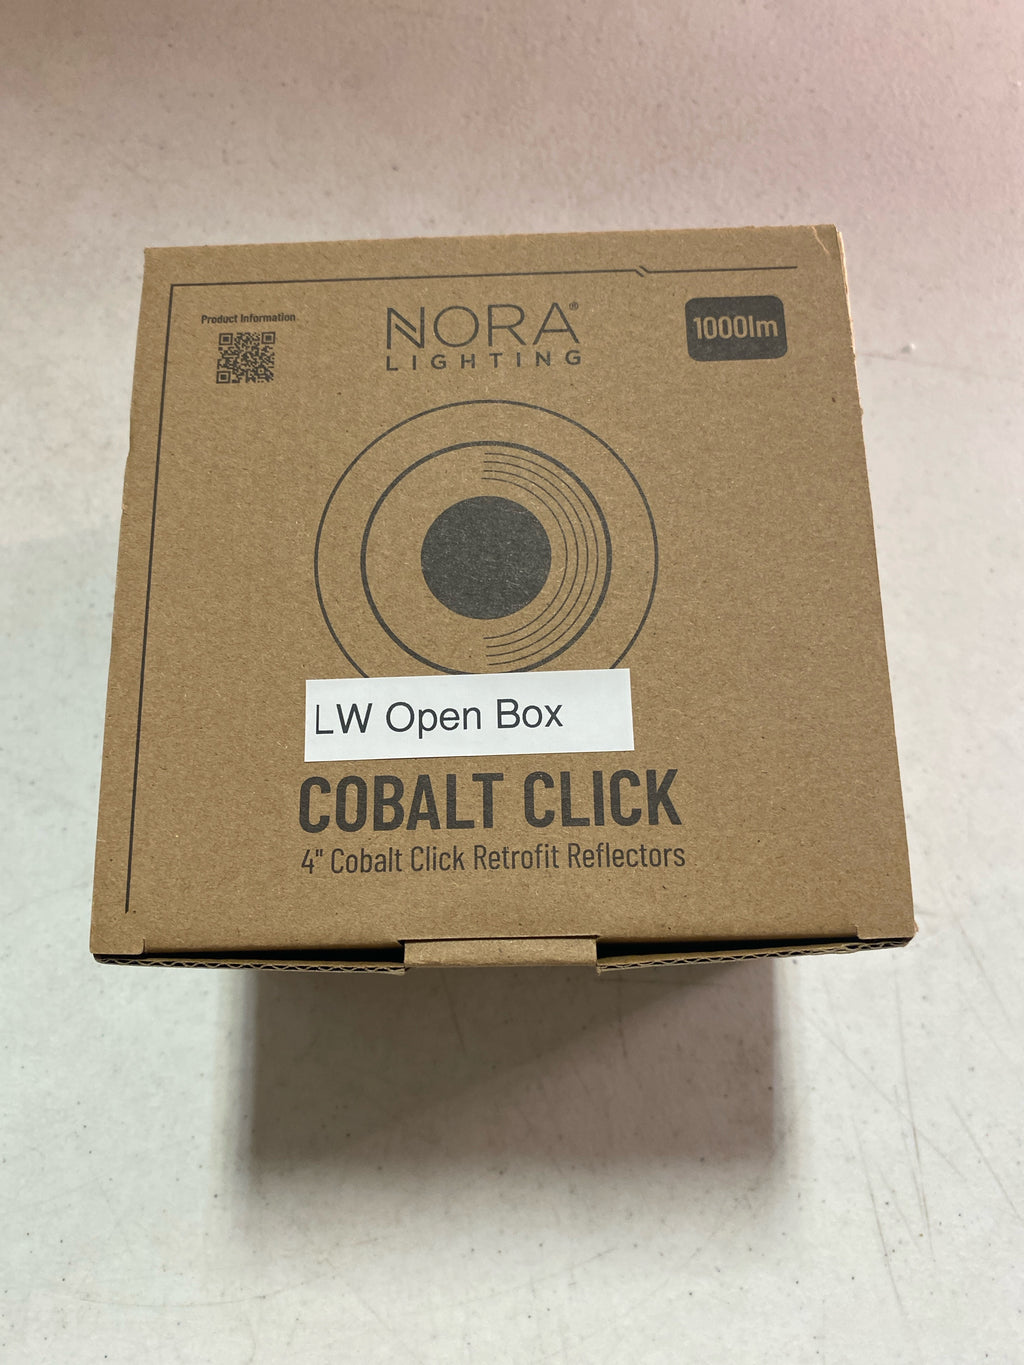 Product Information
NORA®
LIGHTING
1000lm
LW Open Box
COBALT CLICK
4" Cobalt Click Retrofit Reflectors